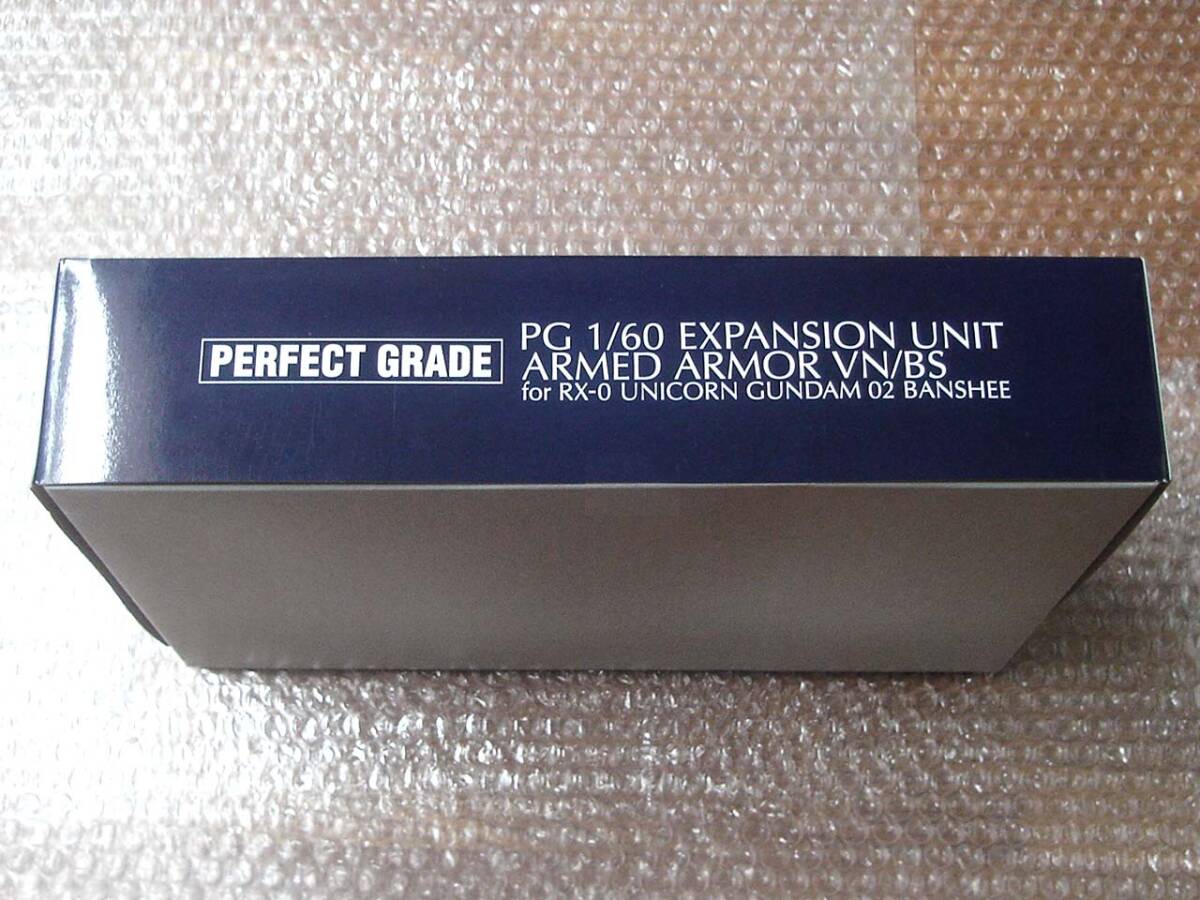 PERFECT GRADE
PG 1/60 EXPANSION UNIT
ARMED ARMOR VN/BS
for RX-0 UNICORN GUNDAM 02 BANSHEE